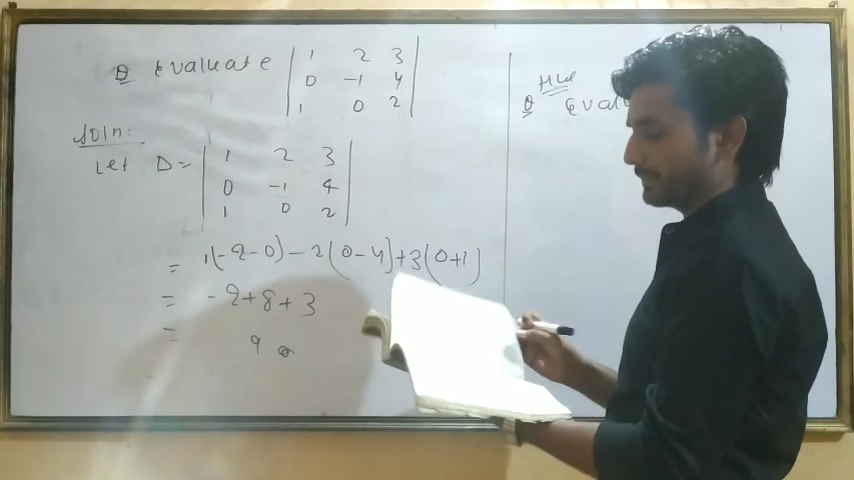 Q Evaluate | 1 2 3 |
| 0 -1 4 |
| 1 0 2 |
Soln:
Let D = | 1 2 3 |
| 0 -1 4 |
| 1 0 2 |
= 1(-2-0) - 2(0-4) + 3(0+1)
= -2+8+3
= 9
H/W
Q Evalu